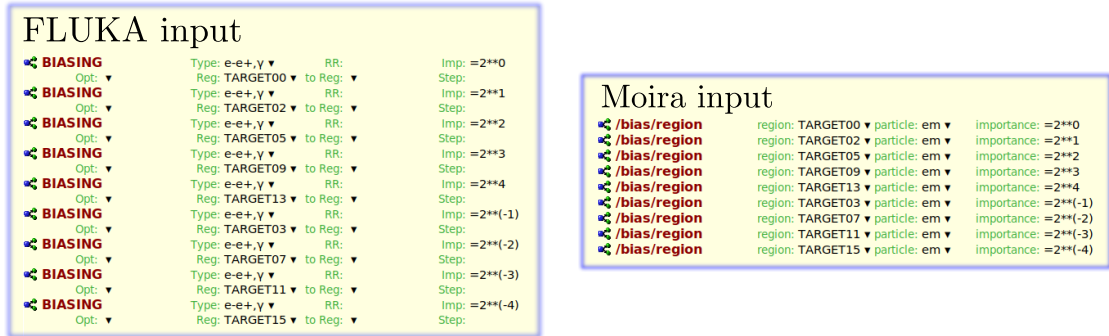 FLUKA input
BIASING Type: e-e+,γ ▾ RR: Imp: =2**0
Opt: ▾ Reg: TARGET00 ▾ to Reg: ▾ Step:
BIASING Type: e-e+,γ ▾ RR: Imp: =2**1
Opt: ▾ Reg: TARGET02 ▾ to Reg: ▾ Step:
BIASING Type: e-e+,γ ▾ RR: Imp: =2**2
Opt: ▾ Reg: TARGET05 ▾ to Reg: ▾ Step:
BIASING Type: e-e+,γ ▾ RR: Imp: =2**3
Opt: ▾ Reg: TARGET09 ▾ to Reg: ▾ Step:
BIASING Type: e-e+,γ ▾ RR: Imp: =2**4
Opt: ▾ Reg: TARGET13 ▾ to Reg: ▾ Step:
BIASING Type: e-e+,γ ▾ RR: Imp: =2**(-1)
Opt: ▾ Reg: TARGET03 ▾ to Reg: ▾ Step:
BIASING Type: e-e+,γ ▾ RR: Imp: =2**(-2)
Opt: ▾ Reg: TARGET07 ▾ to Reg: ▾ Step:
BIASING Type: e-e+,γ ▾ RR: Imp: =2**(-3)
Opt: ▾ Reg: TARGET11 ▾ to Reg: ▾ Step:
BIASING Type: e-e+,γ ▾ RR: Imp: =2**(-4)
Opt: ▾ Reg: TARGET15 ▾ to Reg: ▾ Step:
Moira input
/bias/region region: TARGET00 ▾ particle: em ▾ importance: =2**0
/bias/region region: TARGET02 ▾ particle: em ▾ importance: =2**1
/bias/region region: TARGET05 ▾ particle: em ▾ importance: =2**2
/bias/region region: TARGET09 ▾ particle: em ▾ importance: =2**3
/bias/region region: TARGET13 ▾ particle: em ▾ importance: =2**4
/bias/region region: TARGET03 ▾ particle: em ▾ importance: =2**(-1)
/bias/region region: TARGET07 ▾ particle: em ▾ importance: =2**(-2)
/bias/region region: TARGET11 ▾ particle: em ▾ importance: =2**(-3)
/bias/region region: TARGET15 ▾ particle: em ▾ importance: =2**(-4)